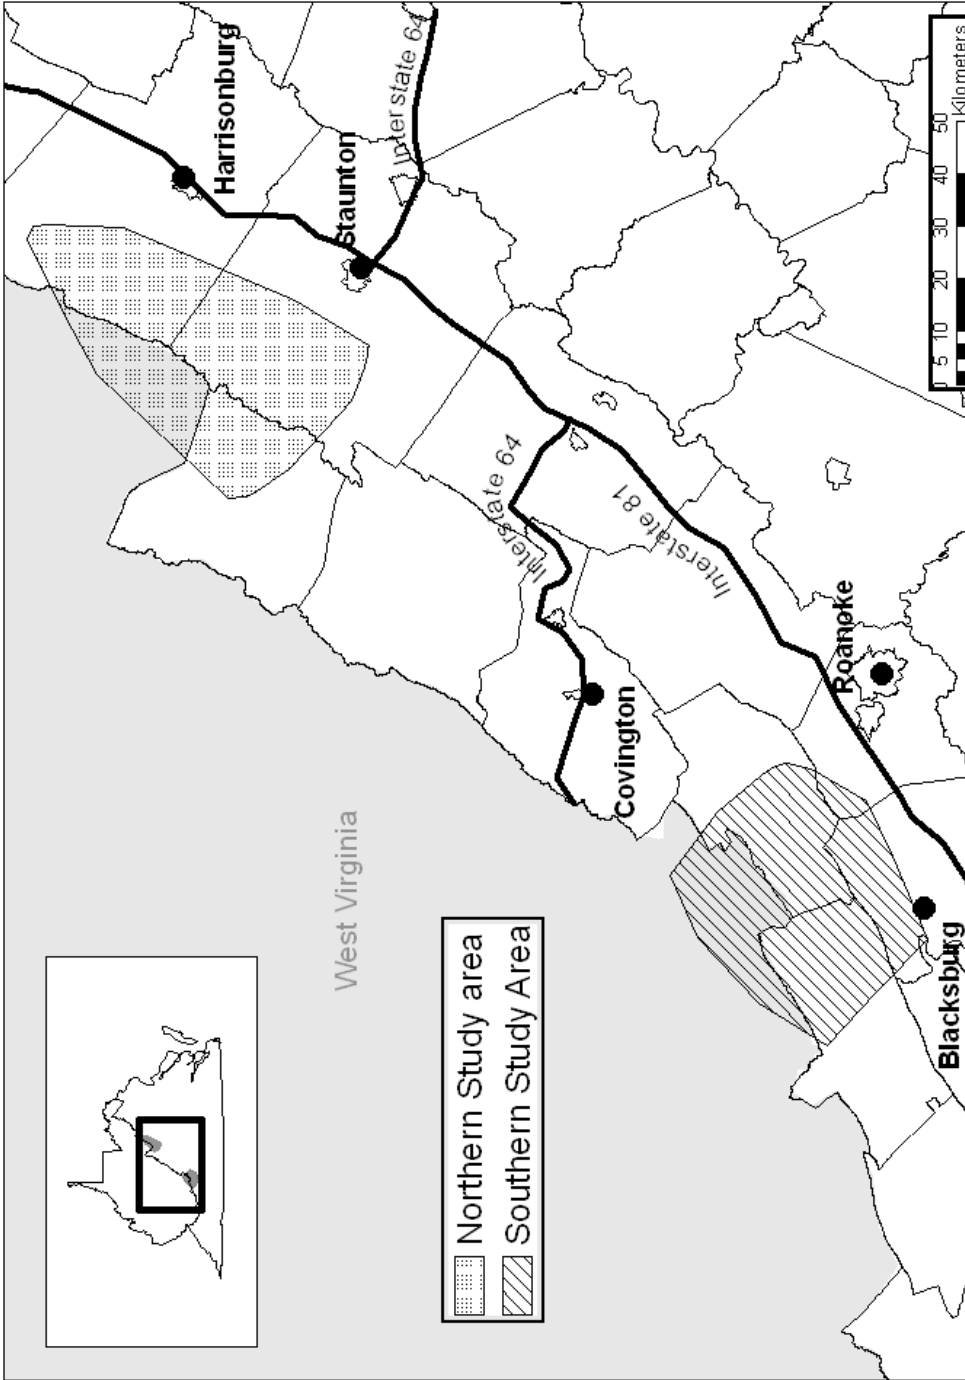 Harrisonburg
Staunton
Interstate 64
Interstate 64
Interstate 81
Roanoke
Covington
Blacksburg
West Virginia
Northern Study area
Southern Study Area
0 5 10 20 30 40 50
Kilometers